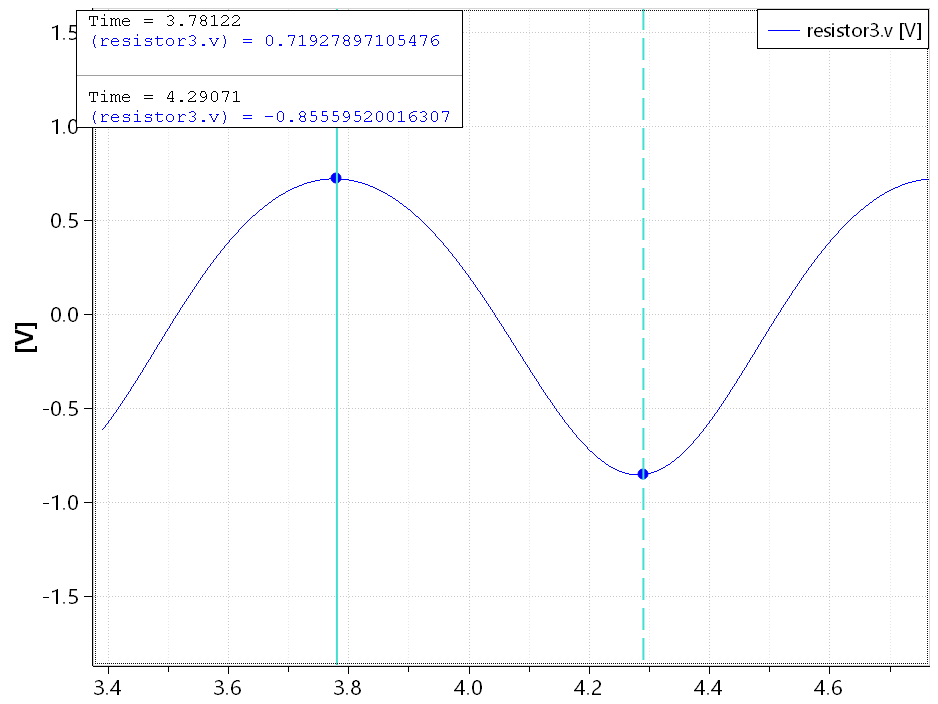 Time = 3.78122
(resistor3.v) = 0.71927897105476
Time = 4.29071
(resistor3.v) = -0.85559520016307
resistor3.v [V]
1.5
1.0
0.5
0.0
-0.5
-1.0
-1.5
[V]
3.4 3.6 3.8 4.0 4.2 4.4 4.6